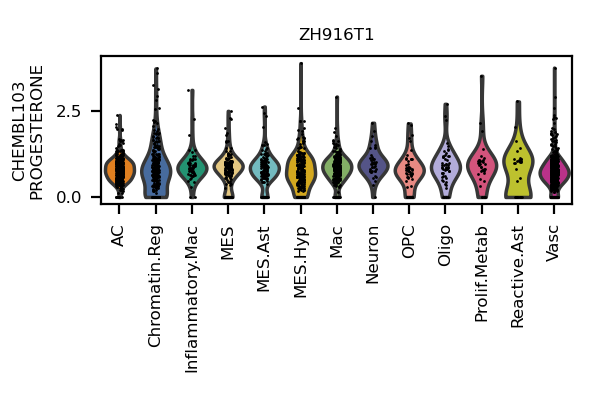 ZH916T1
CHEMBL103
PROGESTERONE
2.5
0.0
AC
Chromatin.Reg
Inflammatory.Mac
MES
MES.Ast
MES.Hyp
Mac
Neuron
OPC
Oligo
Prolif.Metab
Reactive.Ast
Vasc